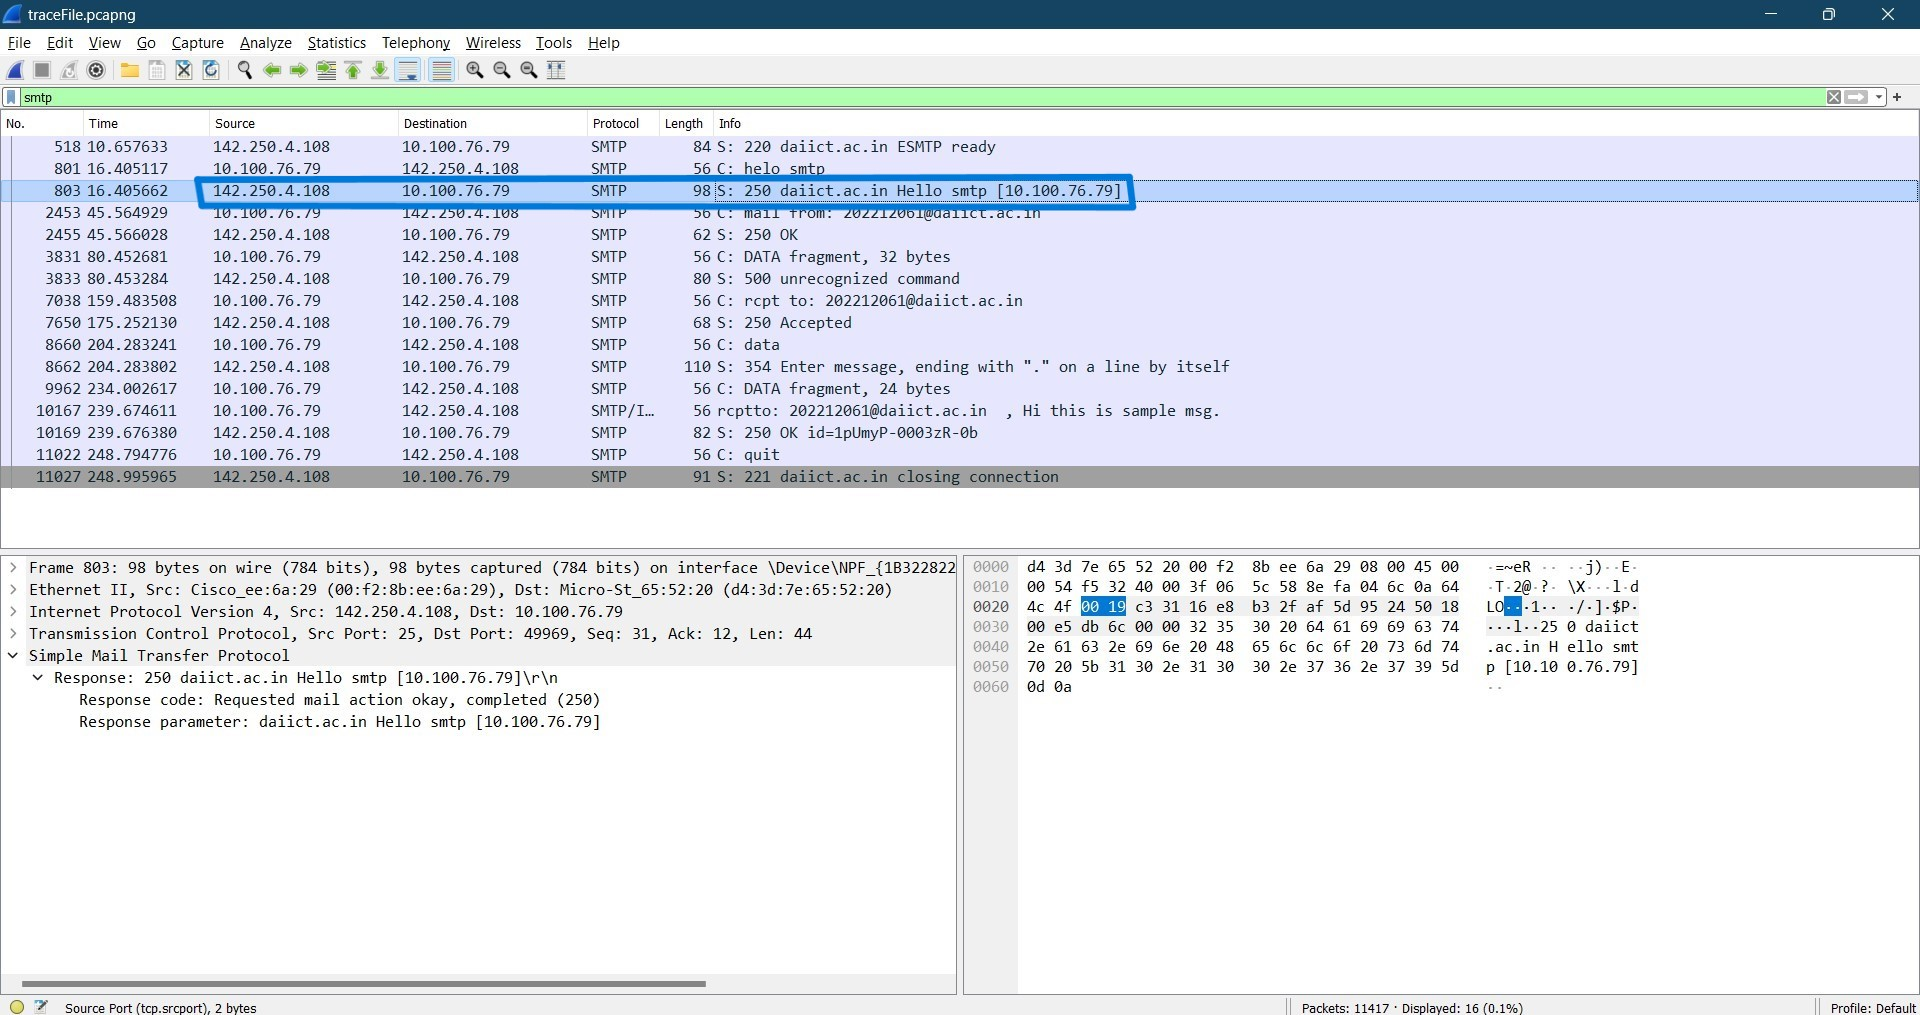 traceFile.pcapng
File Edit View Go Capture Analyze Statistics Telephony Wireless Tools Help
smtp
No. Time Source Destination Protocol Length Info
518 10.657633 142.250.4.108 10.100.76.79 SMTP 84 S: 220 daiict.ac.in ESMTP ready
801 16.405117 10.100.76.79 142.250.4.108 SMTP 56 C: helo smtp
803 16.405662 142.250.4.108 10.100.76.79 SMTP 98 S: 250 daiict.ac.in Hello smtp [10.100.76.79]
2453 45.564929 10.100.76.79 142.250.4.108 SMTP 56 C: mail from: 202212061@daiict.ac.in
2455 45.566028 142.250.4.108 10.100.76.79 SMTP 62 S: 250 OK
3831 80.452681 10.100.76.79 142.250.4.108 SMTP 56 C: DATA fragment, 32 bytes
3833 80.453284 142.250.4.108 10.100.76.79 SMTP 80 S: 500 unrecognized command
7038 159.483508 10.100.76.79 142.250.4.108 SMTP 56 C: rcpt to: 202212061@daiict.ac.in
7650 175.252130 142.250.4.108 10.100.76.79 SMTP 68 S: 250 Accepted
8660 204.283241 10.100.76.79 142.250.4.108 SMTP 56 C: data
8662 204.283802 142.250.4.108 10.100.76.79 SMTP 110 S: 354 Enter message, ending with "." on a line by itself
9962 234.002617 10.100.76.79 142.250.4.108 SMTP 56 C: DATA fragment, 24 bytes
10167 239.674611 10.100.76.79 142.250.4.108 SMTP/I… 56 rcptto: 202212061@daiict.ac.in , Hi this is sample msg.
10169 239.676380 142.250.4.108 10.100.76.79 SMTP 82 S: 250 OK id=1pUmyP-0003zR-0b
11022 248.794776 10.100.76.79 142.250.4.108 SMTP 56 C: quit
11027 248.995965 142.250.4.108 10.100.76.79 SMTP 91 S: 221 daiict.ac.in closing connection
Frame 803: 98 bytes on wire (784 bits), 98 bytes captured (784 bits) on interface \Device\NPF_{1B322822
Ethernet II, Src: Cisco_ee:6a:29 (00:f2:8b:ee:6a:29), Dst: Micro-St_65:52:20 (d4:3d:7e:65:52:20)
Internet Protocol Version 4, Src: 142.250.4.108, Dst: 10.100.76.79
Transmission Control Protocol, Src Port: 25, Dst Port: 49969, Seq: 31, Ack: 12, Len: 44
Simple Mail Transfer Protocol
Response: 250 daiict.ac.in Hello smtp [10.100.76.79]\r\n
Response code: Requested mail action okay, completed (250)
Response parameter: daiict.ac.in Hello smtp [10.100.76.79]
0000 d4 3d 7e 65 52 20 00 f2 8b ee 6a 29 08 00 45 00 ·=~eR ·· ··j)··E·
0010 00 54 f5 32 40 00 3f 06 5c 58 8e fa 04 6c 0a 64 ·T·2@·?· \X···l·d
0020 4c 4f 00 19 c3 31 16 e8 b3 2f af 5d 95 24 50 18 LO···1·· ·/·]·$P·
0030 00 e5 db 6c 00 00 32 35 30 20 64 61 69 69 63 74 ···l··25 0 daiict
0040 2e 61 63 2e 69 6e 20 48 65 6c 6c 6f 20 73 6d 74 .ac.in H ello smt
0050 70 20 5b 31 30 2e 31 30 30 2e 37 36 2e 37 39 5d p [10.10 0.76.79]
0060 0d 0a ··
Source Port (tcp.srcport), 2 bytes Packets: 11417 · Displayed: 16 (0.1%) Profile: Default